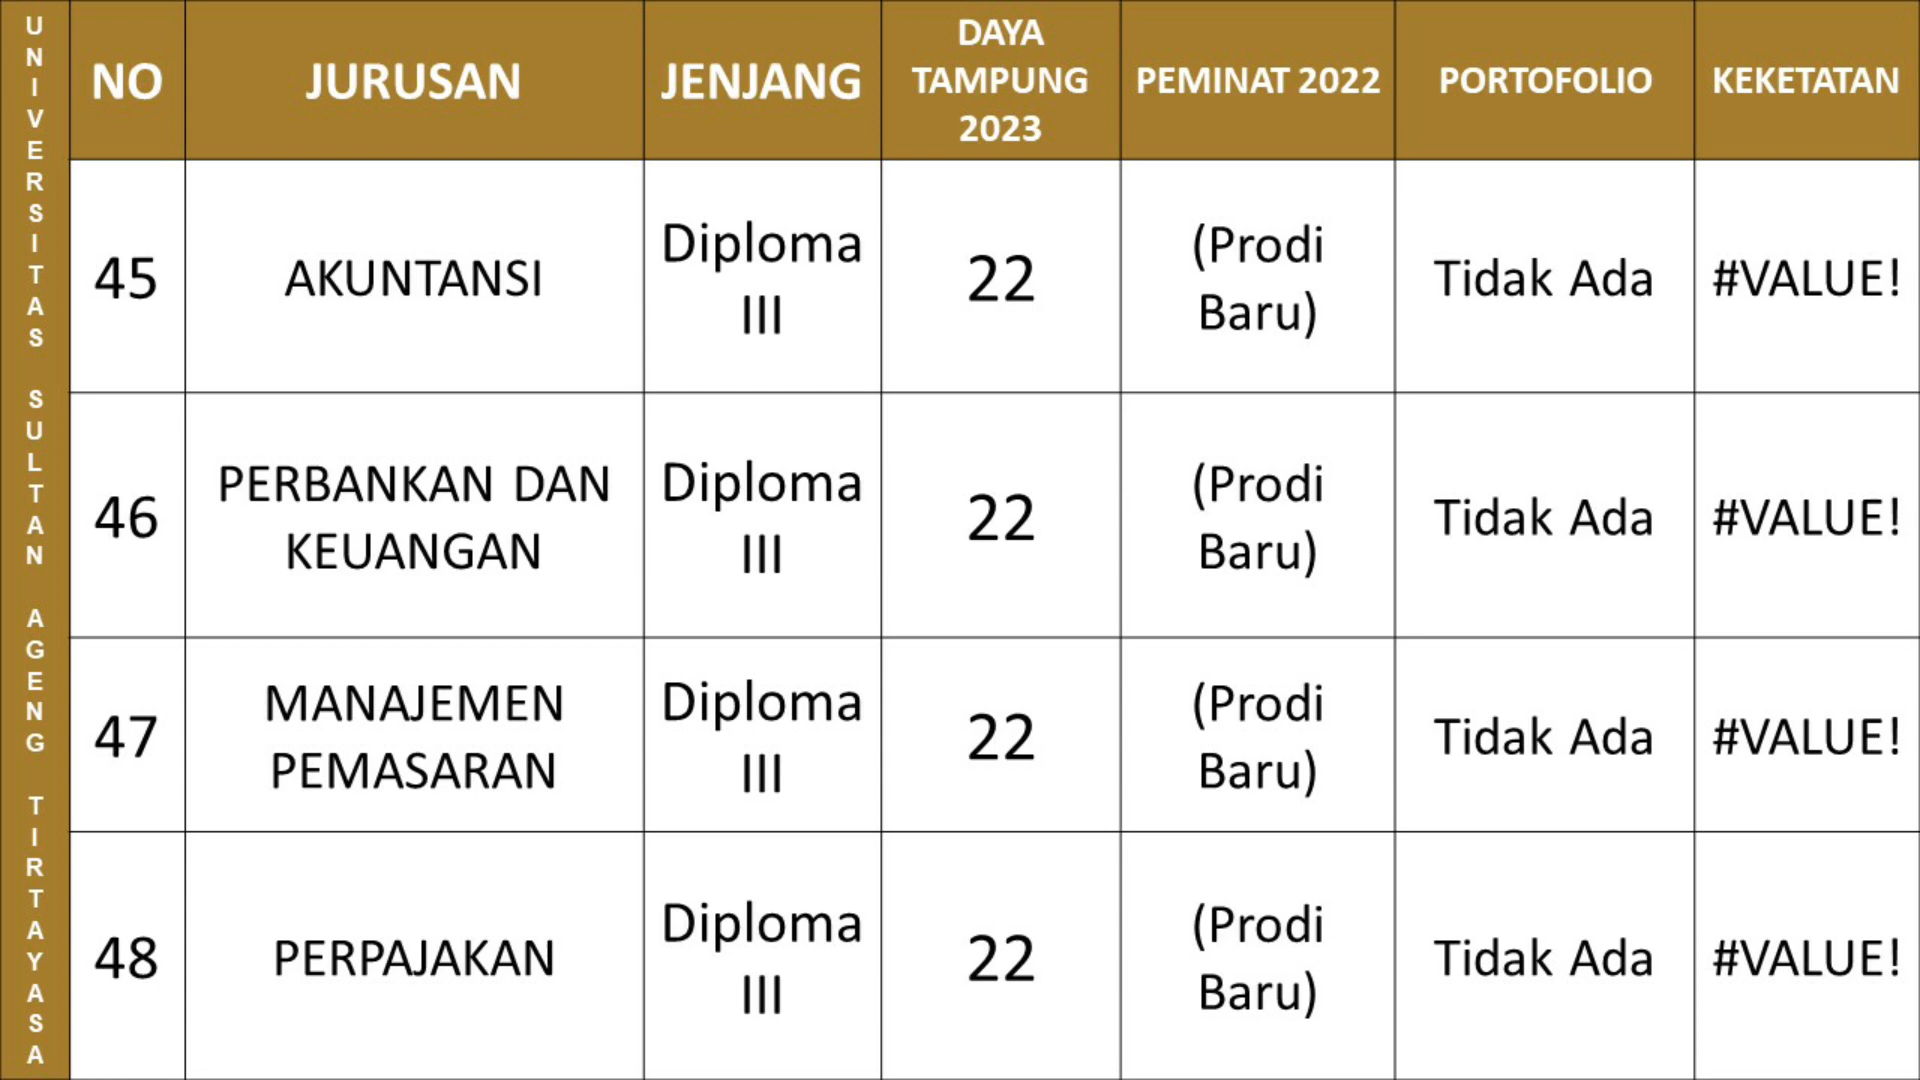 UNIVERSITAS SULTAN AGENG TIRTAYASA
NO
JURUSAN
JENJANG
DAYA
TAMPUNG
2023
PEMINAT 2022
PORTOFOLIO
KEKETATAN
45
AKUNTANSI
Diploma
III
22
(Prodi
Baru)
Tidak Ada
#VALUE!
46
PERBANKAN DAN
KEUANGAN
Diploma
III
22
(Prodi
Baru)
Tidak Ada
#VALUE!
47
MANAJEMEN
PEMASARAN
Diploma
III
22
(Prodi
Baru)
Tidak Ada
#VALUE!
48
PERPAJAKAN
Diploma
III
22
(Prodi
Baru)
Tidak Ada
#VALUE!